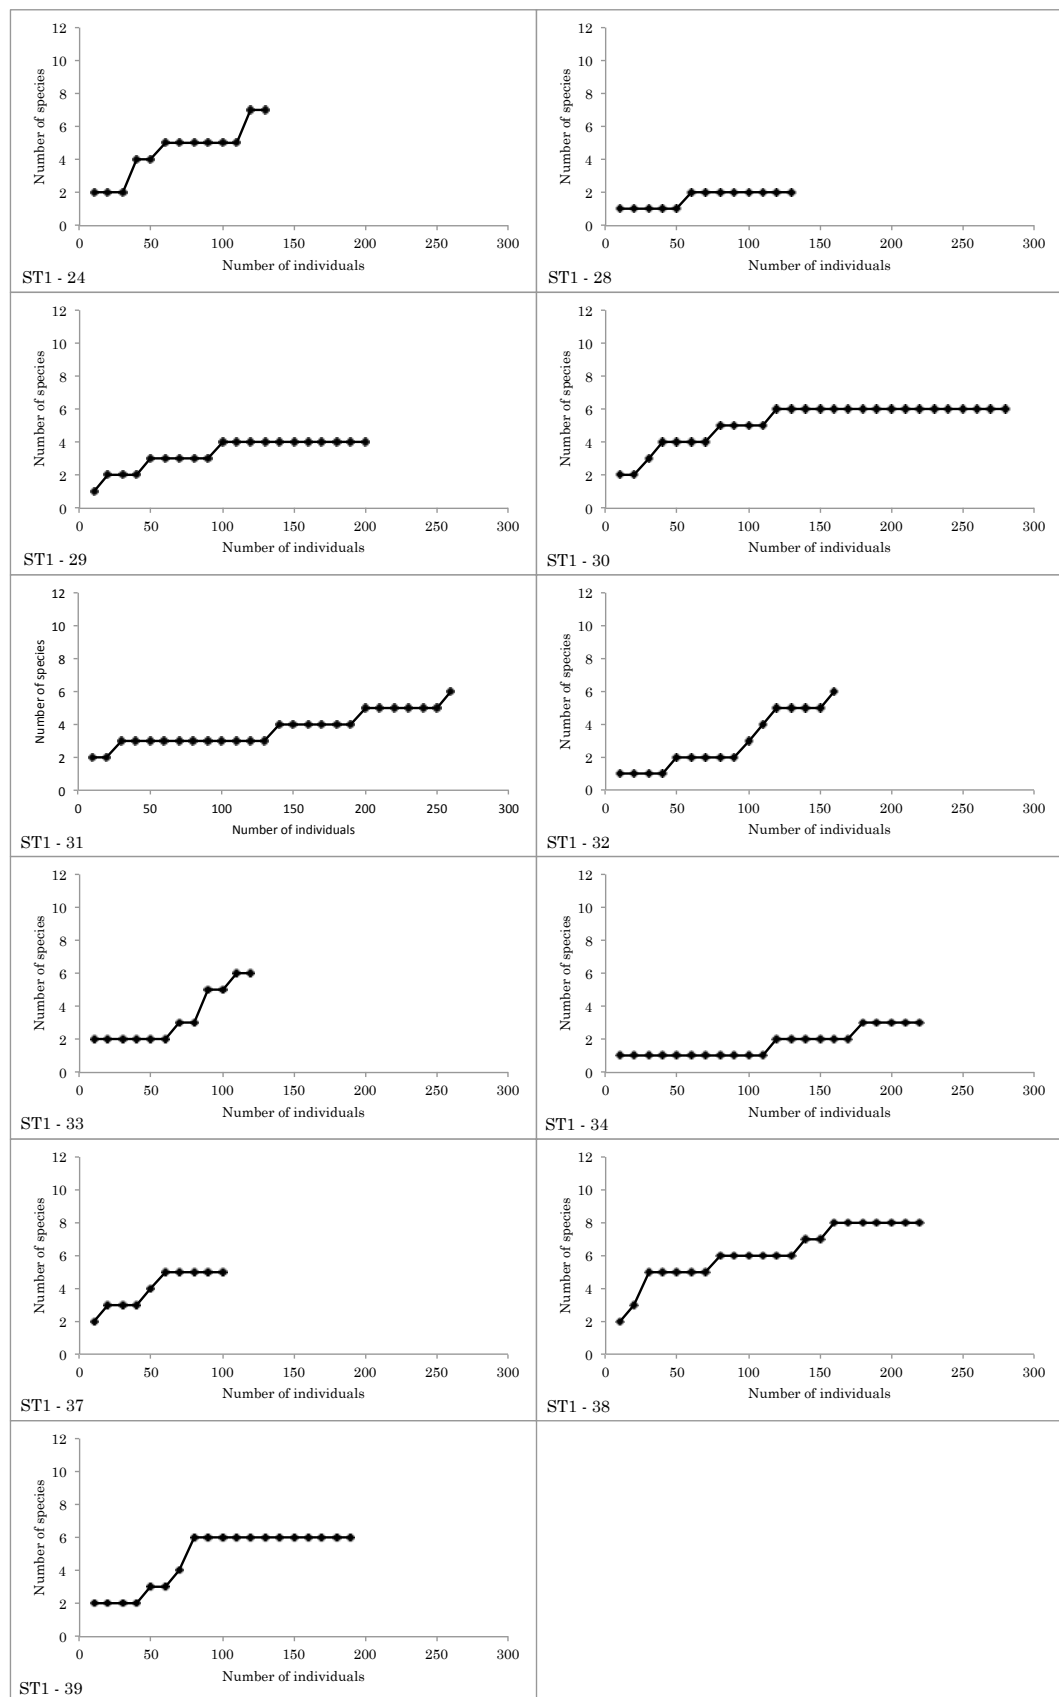 12
10
8
6
4
2
0
Number of species
0 50 100 150 200 250 300
Number of individuals
ST1 - 24
12
10
8
6
4
2
0
Number of species
0 50 100 150 200 250 300
Number of individuals
ST1 - 28
12
10
8
6
4
2
0
Number of species
0 50 100 150 200 250 300
Number of individuals
ST1 - 29
12
10
8
6
4
2
0
Number of species
0 50 100 150 200 250 300
Number of individuals
ST1 - 30
12
10
8
6
4
2
0
Number of species
0 50 100 150 200 250 300
Number of individuals
ST1 - 31
12
10
8
6
4
2
0
Number of species
0 50 100 150 200 250 300
Number of individuals
ST1 - 32
12
10
8
6
4
2
0
Number of species
0 50 100 150 200 250 300
Number of individuals
ST1 - 33
12
10
8
6
4
2
0
Number of species
0 50 100 150 200 250 300
Number of individuals
ST1 - 34
12
10
8
6
4
2
0
Number of species
0 50 100 150 200 250 300
Number of individuals
ST1 - 37
12
10
8
6
4
2
0
Number of species
0 50 100 150 200 250 300
Number of individuals
ST1 - 38
12
10
8
6
4
2
0
Number of species
0 50 100 150 200 250 300
Number of individuals
ST1 - 39